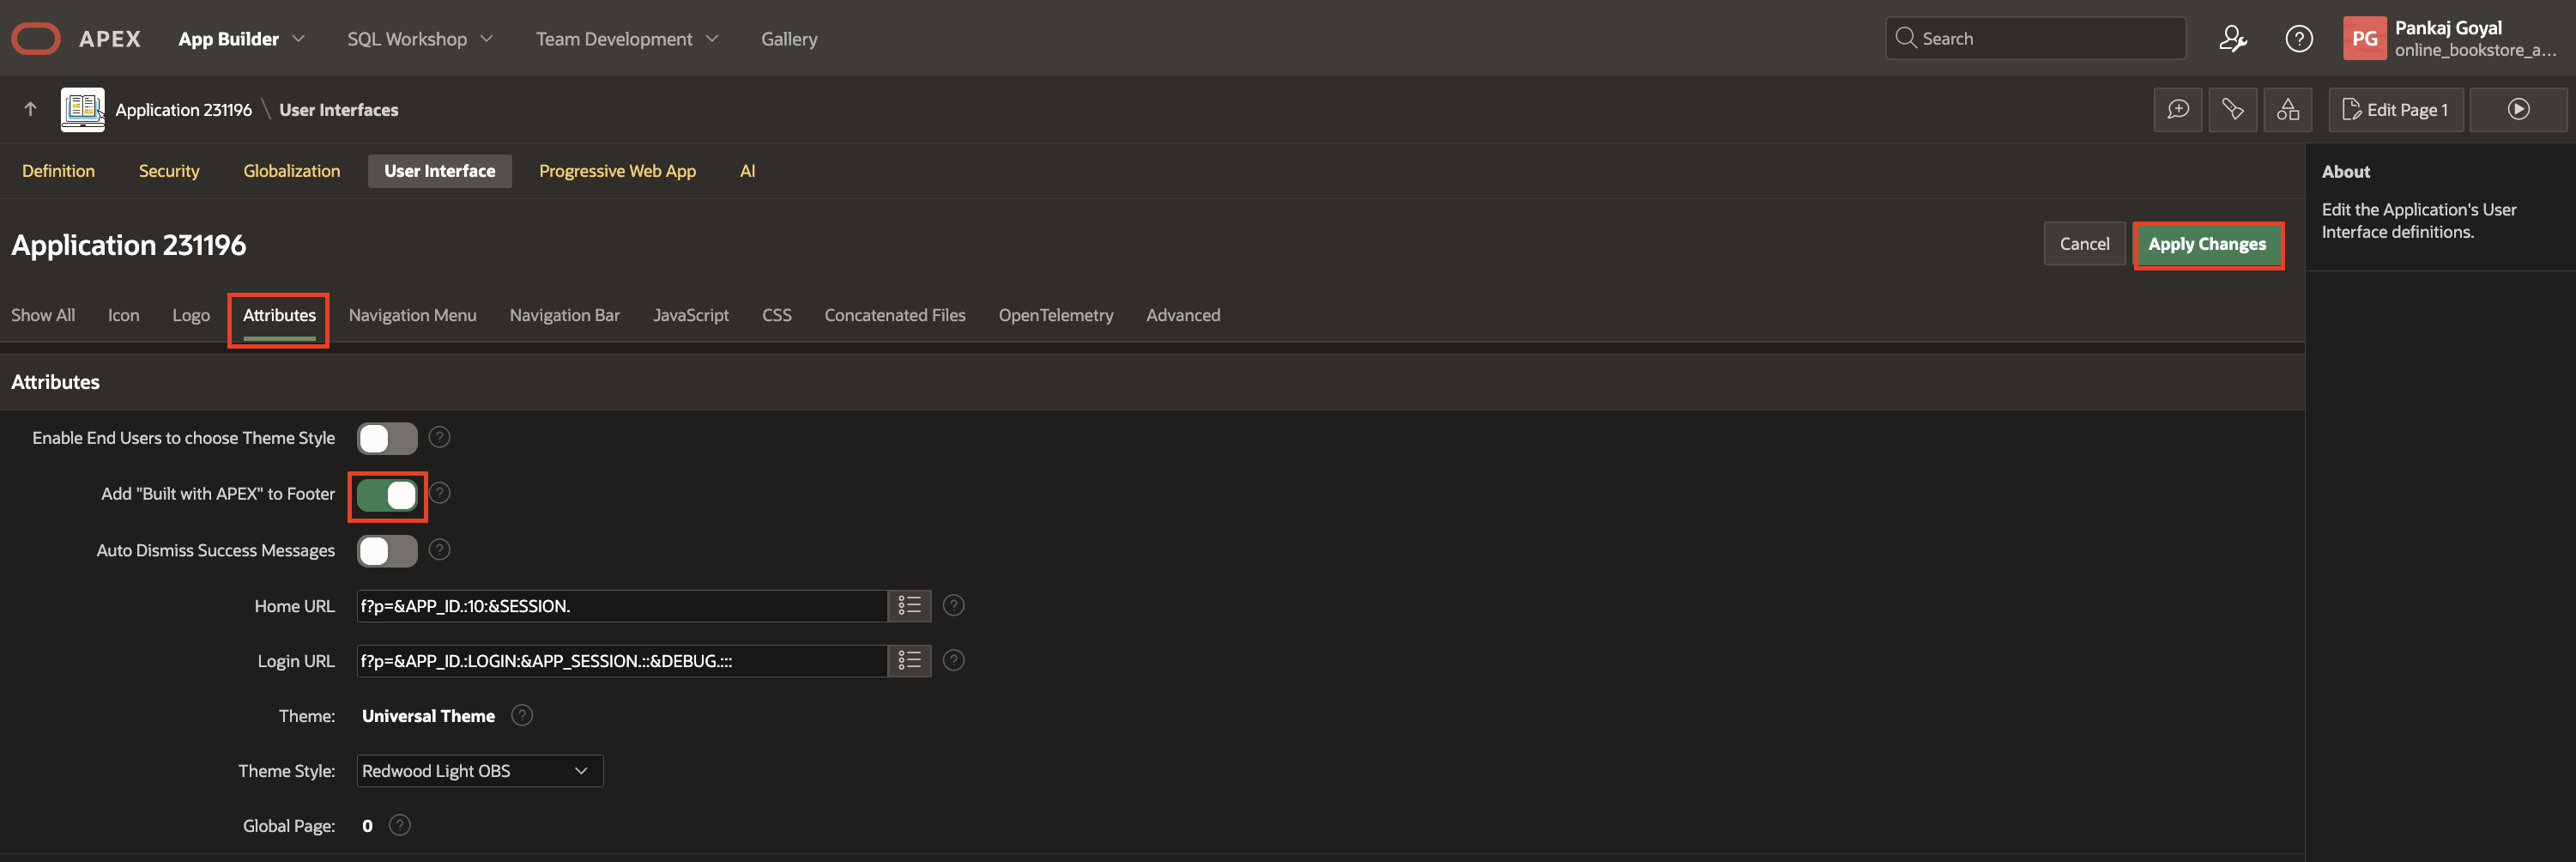 APEX App Builder SQL Workshop Team Development Gallery Search PG Pankaj Goyal
online_bookstore_a...
Application 231196 \ User Interfaces Edit Page 1
Definition Security Globalization User Interface Progressive Web App AI
About
Edit the Application's User
Interface definitions.
Application 231196 Cancel Apply Changes
Show All Icon Logo Attributes Navigation Menu Navigation Bar JavaScript CSS Concatenated Files OpenTelemetry Advanced
Attributes
Enable End Users to choose Theme Style ?
Add "Built with APEX" to Footer ?
Auto Dismiss Success Messages ?
Home URL f?p=&APP_ID.:10:&SESSION. ?
Login URL f?p=&APP_ID.:LOGIN:&APP_SESSION.::&DEBUG.::: ?
Theme: Universal Theme ?
Theme Style: Redwood Light OBS
Global Page: 0 ?